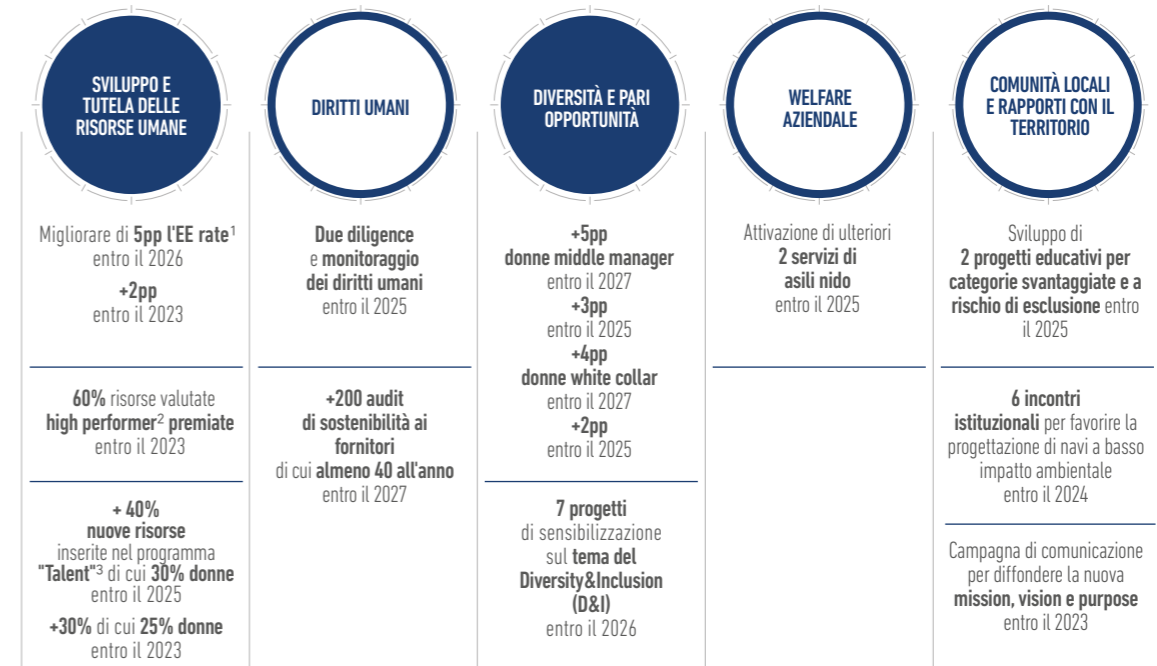 SVILUPPO E
TUTELA DELLE
RISORSE UMANE
Migliorare di 5pp l'EE rate¹
entro il 2026
+2pp
entro il 2023
60% risorse valutate
high performer² premiate
entro il 2023
+ 40%
nuove risorse
inserite nel programma
"Talent"³ di cui 30% donne
entro il 2025
+30% di cui 25% donne
entro il 2023
DIRITTI UMANI
Due diligence
e monitoraggio
dei diritti umani
entro il 2025
+200 audit
di sostenibilità ai
fornitori
di cui almeno 40 all'anno
entro il 2027
DIVERSITÀ E PARI
OPPORTUNITÀ
+5pp
donne middle manager
entro il 2027
+3pp
entro il 2025
+4pp
donne white collar
entro il 2027
+2pp
entro il 2025
7 progetti
di sensibilizzazione
sul tema del
Diversity&Inclusion
(D&I)
entro il 2026
WELFARE
AZIENDALE
Attivazione di ulteriori
2 servizi di
asili nido
entro il 2025
COMUNITÀ LOCALI
E RAPPORTI CON IL
TERRITORIO
Sviluppo di
2 progetti educativi per
categorie svantaggiate e a
rischio di esclusione entro
il 2025
6 incontri
istituzionali per favorire la
progettazione di navi a basso
impatto ambientale
entro il 2024
Campagna di comunicazione
per diffondere la nuova
mission, vision e purpose
entro il 2023